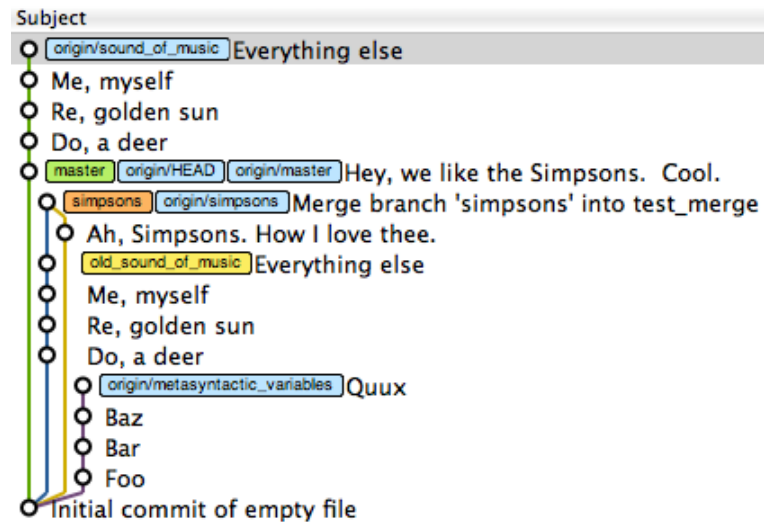 Subject
origin/sound_of_music Everything else
Me, myself
Re, golden sun
Do, a deer
master origin/HEAD origin/master Hey, we like the Simpsons.  Cool.
simpsons origin/simpsons Merge branch 'simpsons' into test_merge
Ah, Simpsons. How I love thee.
old_sound_of_music Everything else
Me, myself
Re, golden sun
Do, a deer
origin/metasyntactic_variables Quux
Baz
Bar
Foo
Initial commit of empty file